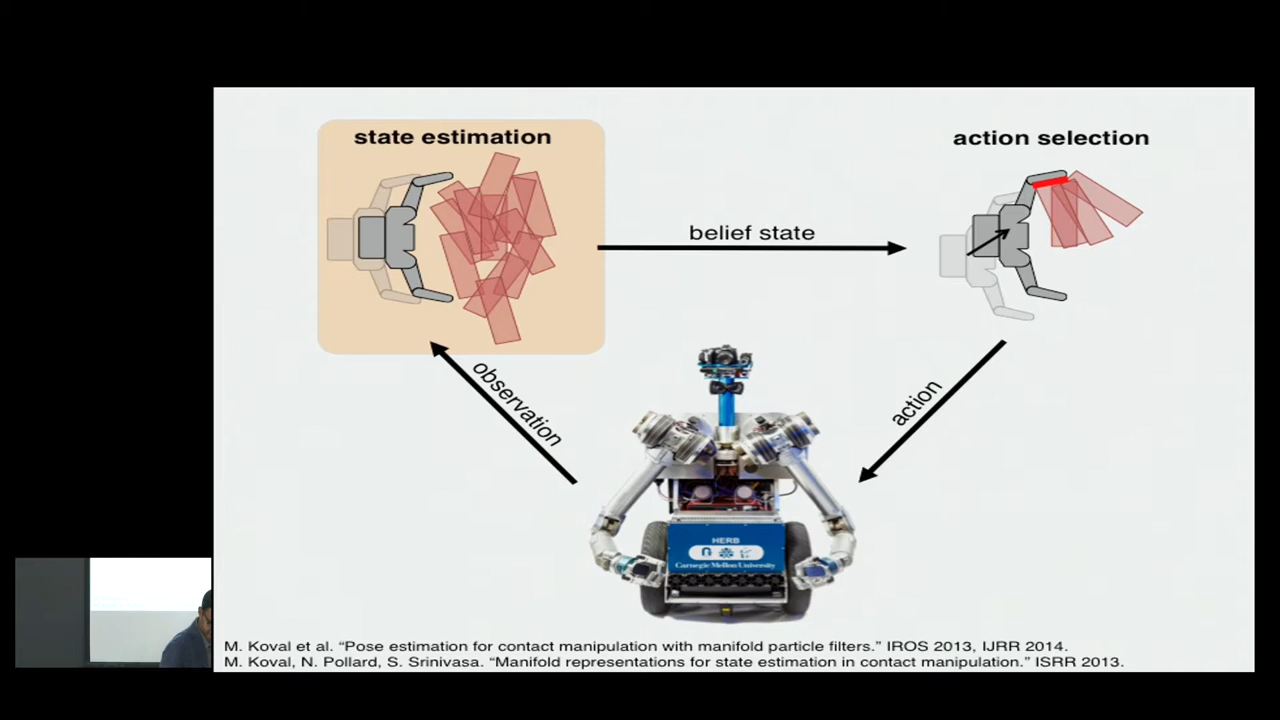 state estimation
action selection
belief state
observation
action
HERB
Carnegie Mellon University
M. Koval et al. “Pose estimation for contact manipulation with manifold particle filters.” IROS 2013, IJRR 2014.
M. Koval, N. Pollard, S. Srinivasa. “Manifold representations for state estimation in contact manipulation.” ISRR 2013.